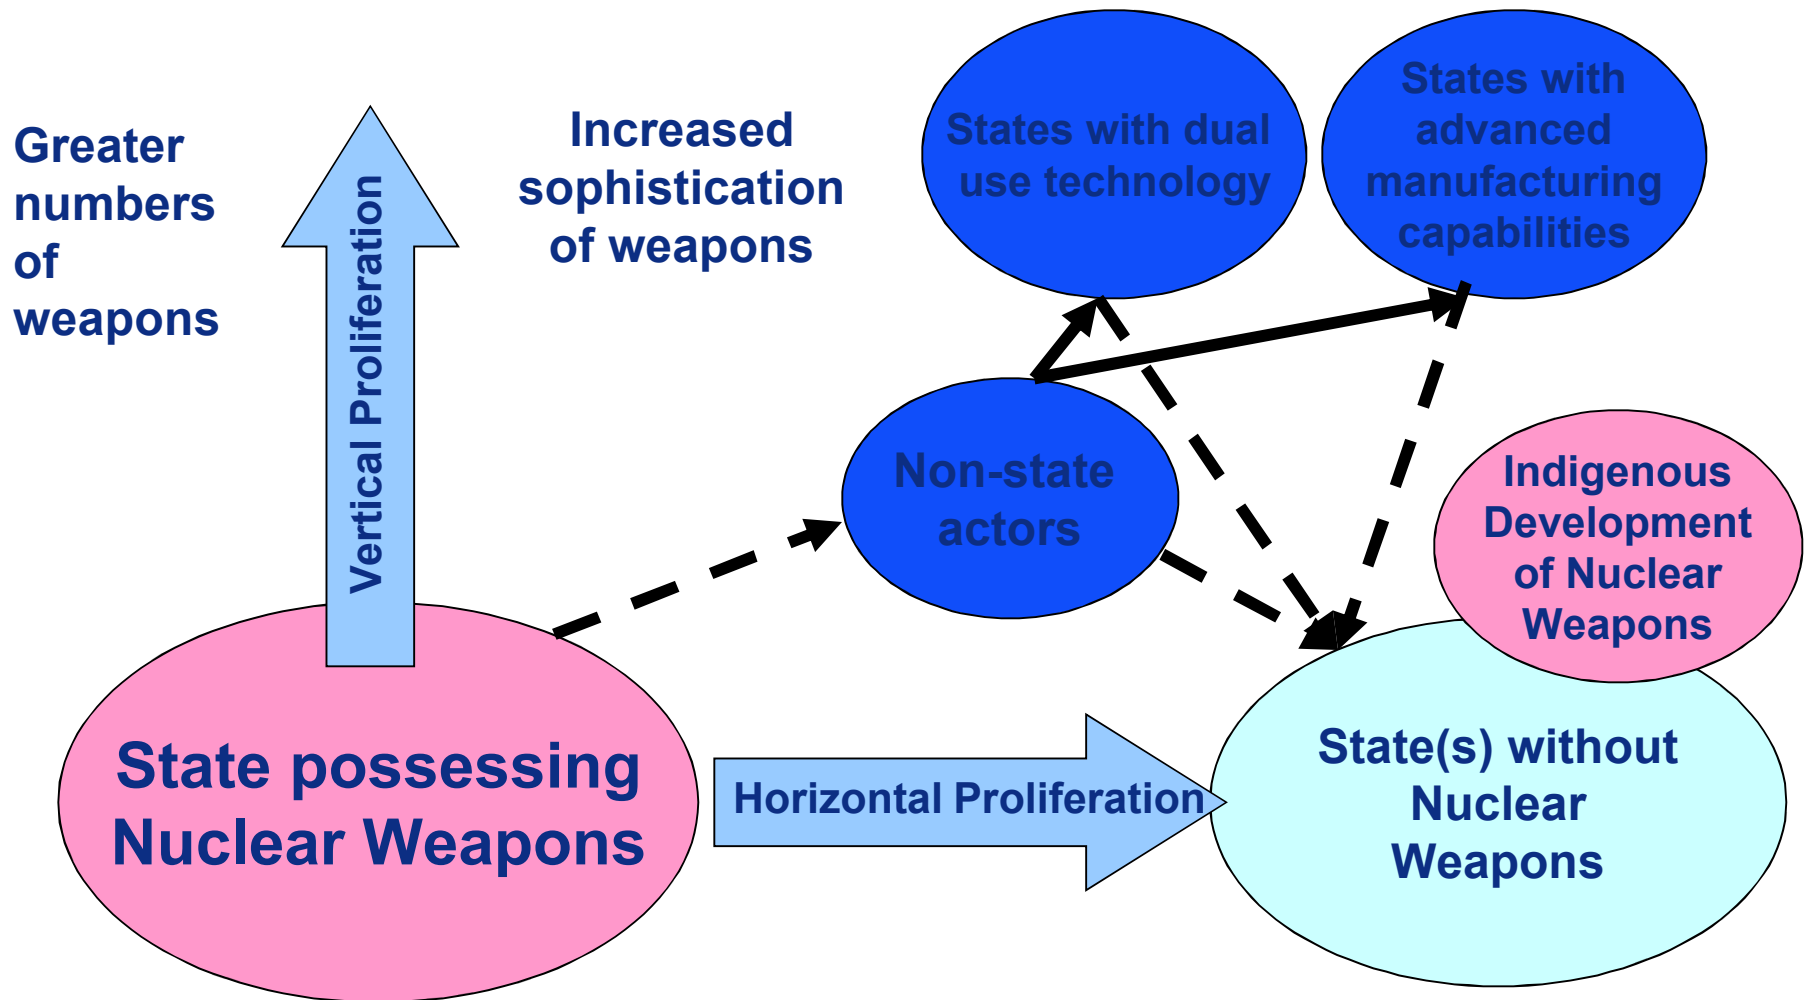 Greater
numbers
of
weapons
Vertical Proliferation
Increased
sophistication
of weapons
States with dual
use technology
States with
advanced
manufacturing
capabilities
Non-state
actors
Indigenous
Development
of Nuclear
Weapons
State possessing
Nuclear Weapons
Horizontal Proliferation
State(s) without
Nuclear
Weapons